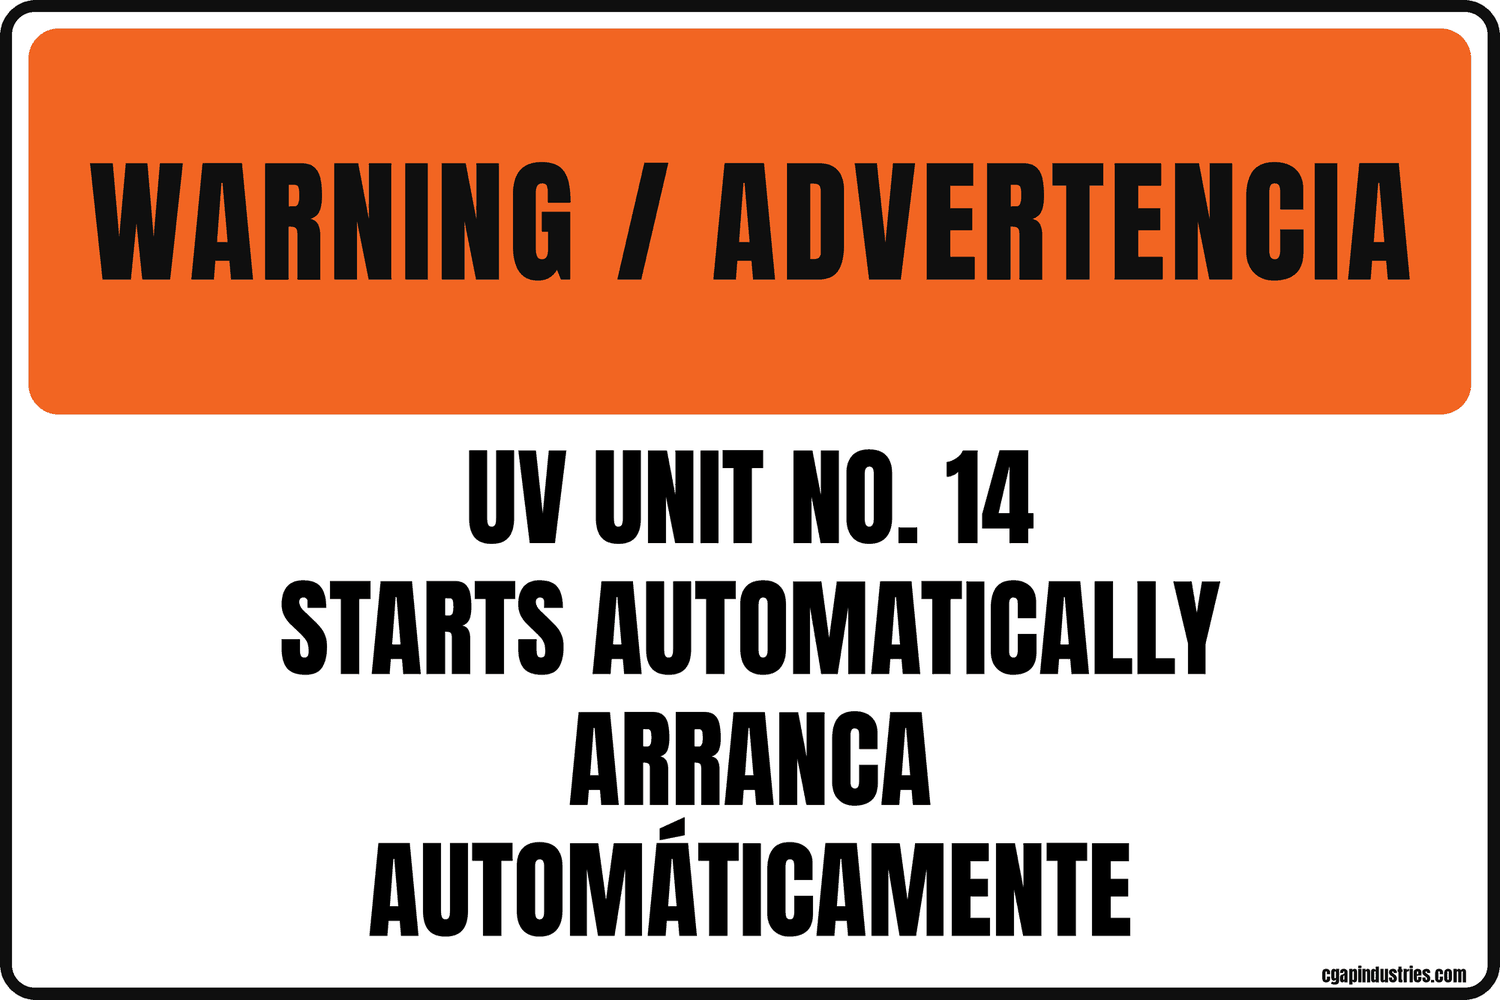 WARNING / ADVERTENCIA
UV UNIT NO. 14
STARTS AUTOMATICALLY
ARRANCA
AUTOMÁTICAMENTE
cgapindustries.com